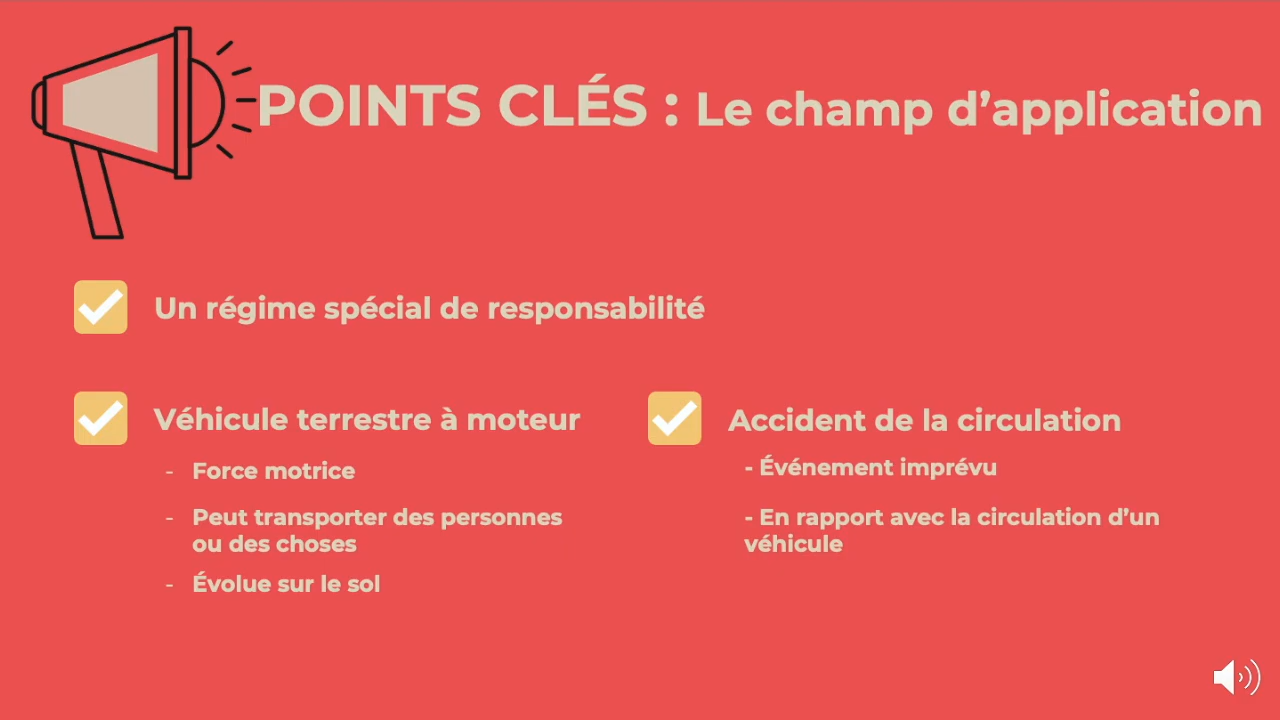 POINTS CLÉS : Le champ d’application
Un régime spécial de responsabilité
Véhicule terrestre à moteur
- Force motrice
- Peut transporter des personnes
ou des choses
- Évolue sur le sol
Accident de la circulation
- Événement imprévu
- En rapport avec la circulation d’un
véhicule